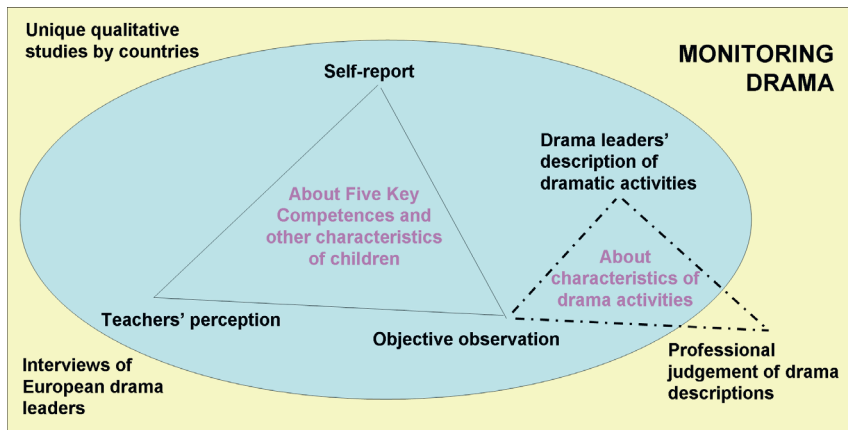 Unique qualitative
studies by countries
MONITORING
DRAMA
Self-report
Drama leaders'
description of
dramatic activities
About Five Key
Competences and
other characteristics
of children
About
characteristics of
drama activities
Teachers' perception
Objective observation
Professional
judgement of drama
descriptions
Interviews of
European drama
leaders